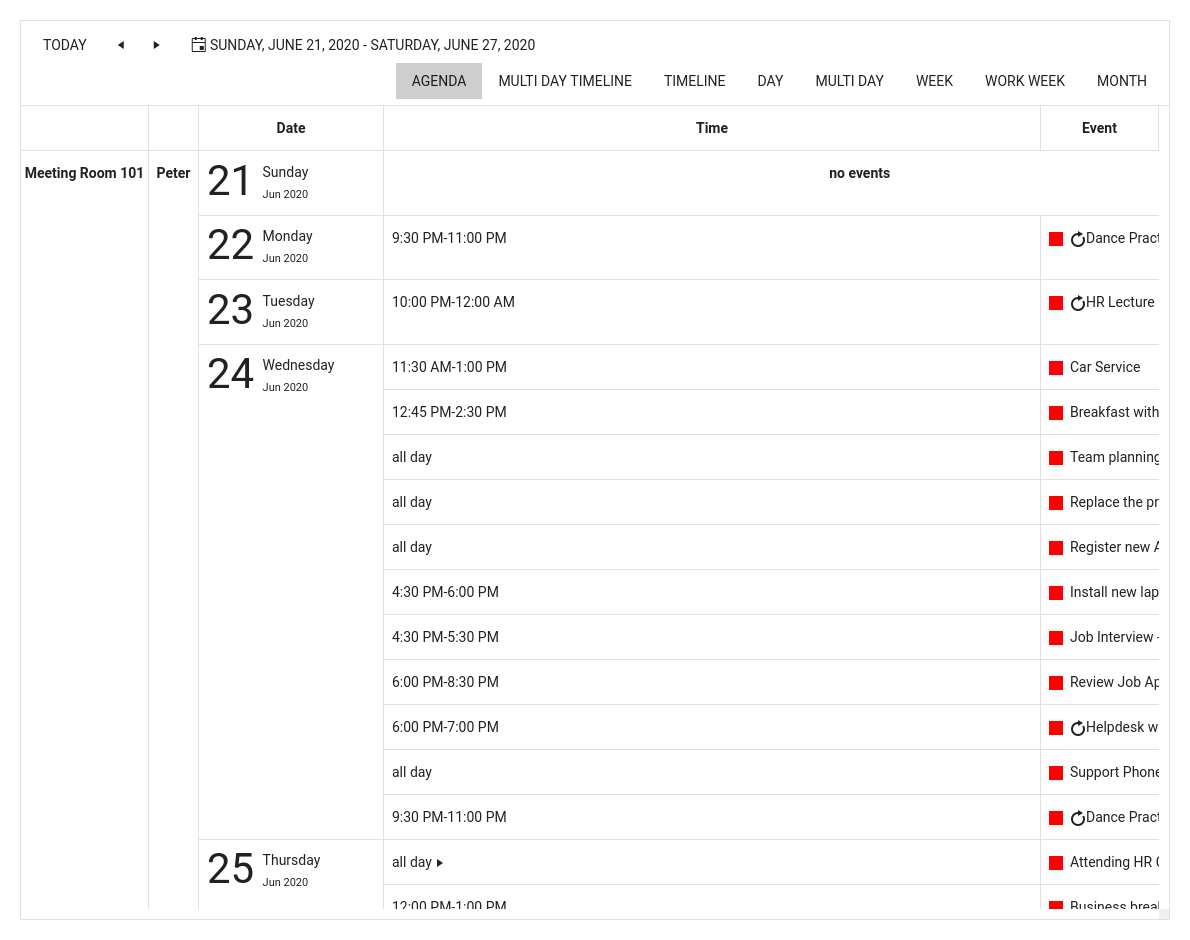 TODAY SUNDAY, JUNE 21, 2020 - SATURDAY, JUNE 27, 2020
AGENDA MULTI DAY TIMELINE TIMELINE DAY MULTI DAY WEEK WORK WEEK MONTH
Date Time Event
Meeting Room 101 Peter 21 Sunday no events
Jun 2020
22 Monday 9:30 PM-11:00 PM Dance Pract
Jun 2020
23 Tuesday 10:00 PM-12:00 AM HR Lecture
Jun 2020
24 Wednesday 11:30 AM-1:00 PM Car Service
Jun 2020
12:45 PM-2:30 PM Breakfast with
all day Team planning
all day Replace the pr
all day Register new A
4:30 PM-6:00 PM Install new lap
4:30 PM-5:30 PM Job Interview -
6:00 PM-8:30 PM Review Job Ap
6:00 PM-7:00 PM Helpdesk w
all day Support Phone
9:30 PM-11:00 PM Dance Pract
25 Thursday all day Attending HR C
Jun 2020
12:00 PM-1:00 PM Business break